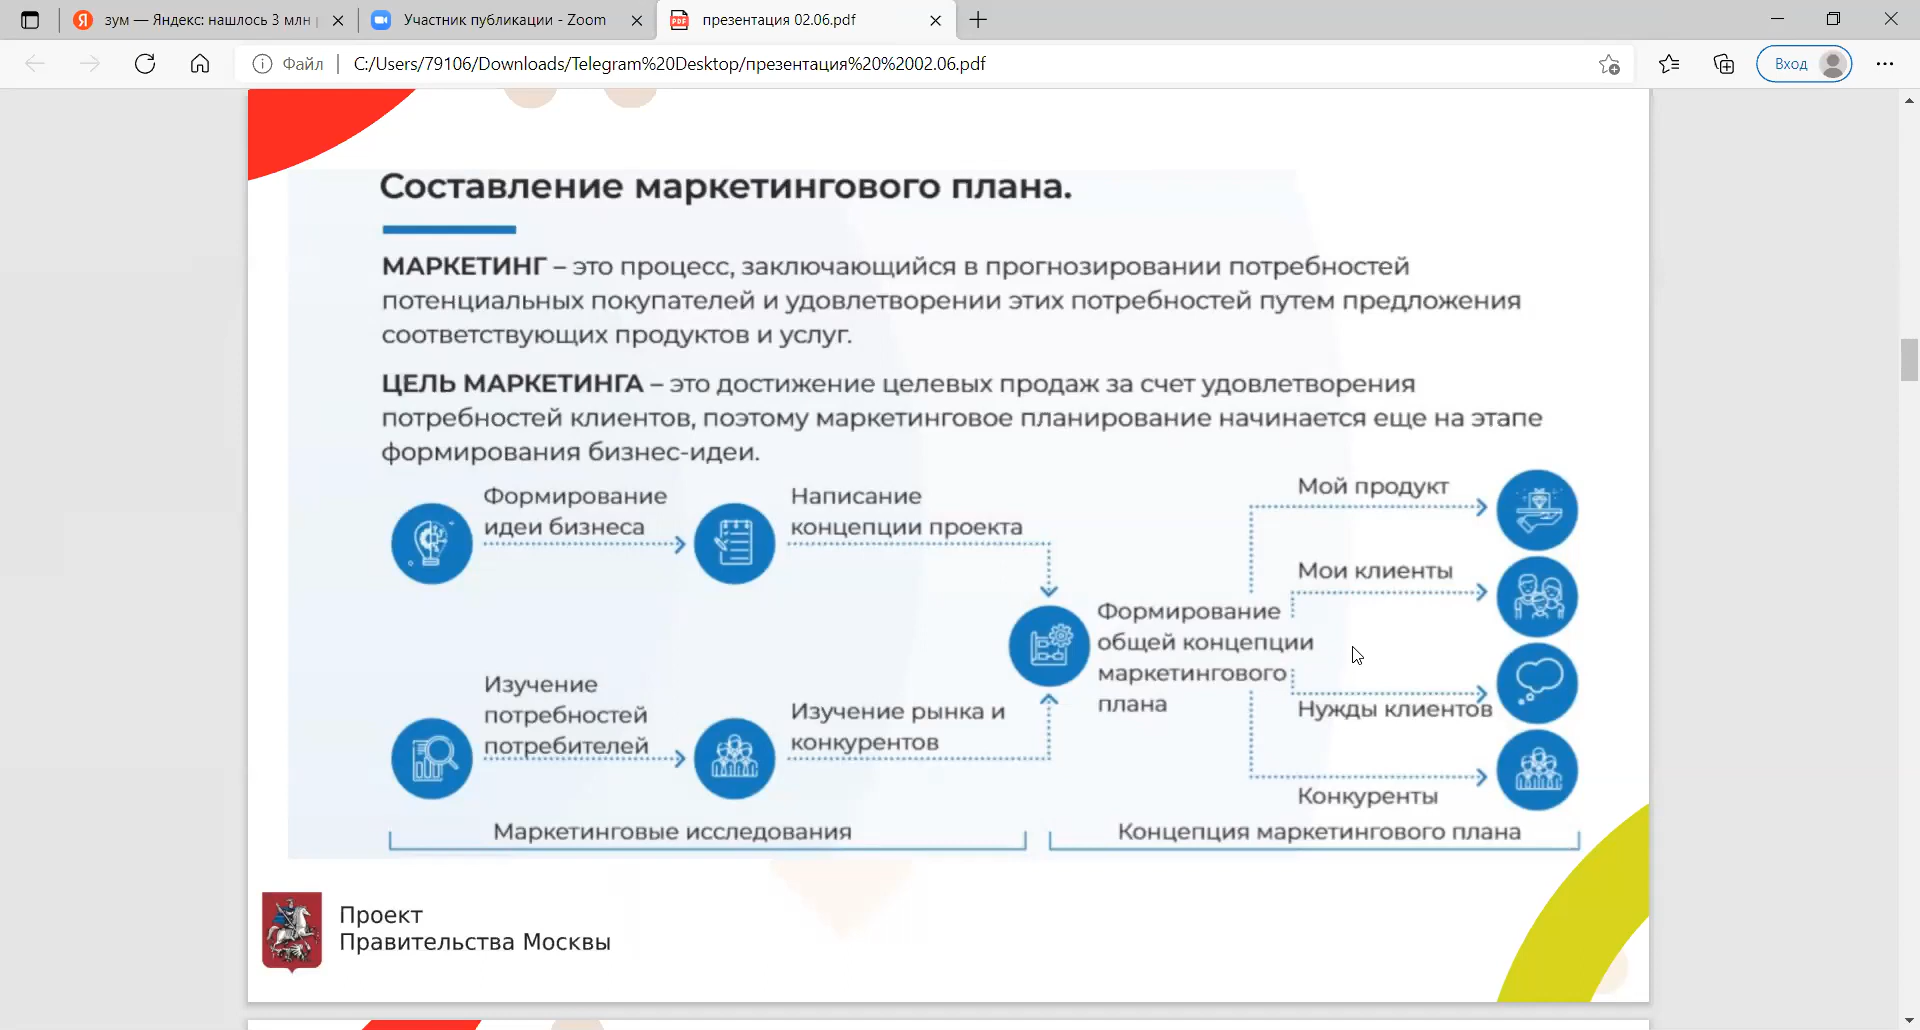 зум — Яндекс: нашлось 3 млн
Участник публикации - Zoom
презентация 02.06.pdf
Файл
C:/Users/79106/Downloads/Telegram%20Desktop/презентация%20%2002.06.pdf
Вход
Составление маркетингового плана.
МАРКЕТИНГ – это процесс, заключающийся в прогнозировании потребностей
потенциальных покупателей и удовлетворении этих потребностей путем предложения
соответствующих продуктов и услуг.
ЦЕЛЬ МАРКЕТИНГА – это достижение целевых продаж за счет удовлетворения
потребностей клиентов, поэтому маркетинговое планирование начинается еще на этапе
формирования бизнес-идеи.
Формирование
идеи бизнеса
Написание
концепции проекта
Изучение
потребностей
потребителей
Изучение рынка и
конкурентов
Формирование
общей концепции
маркетингового
плана
Мой продукт
Мои клиенты
Нужды клиентов
Конкуренты
Маркетинговые исследования
Концепция маркетингового плана
Проект
Правительства Москвы